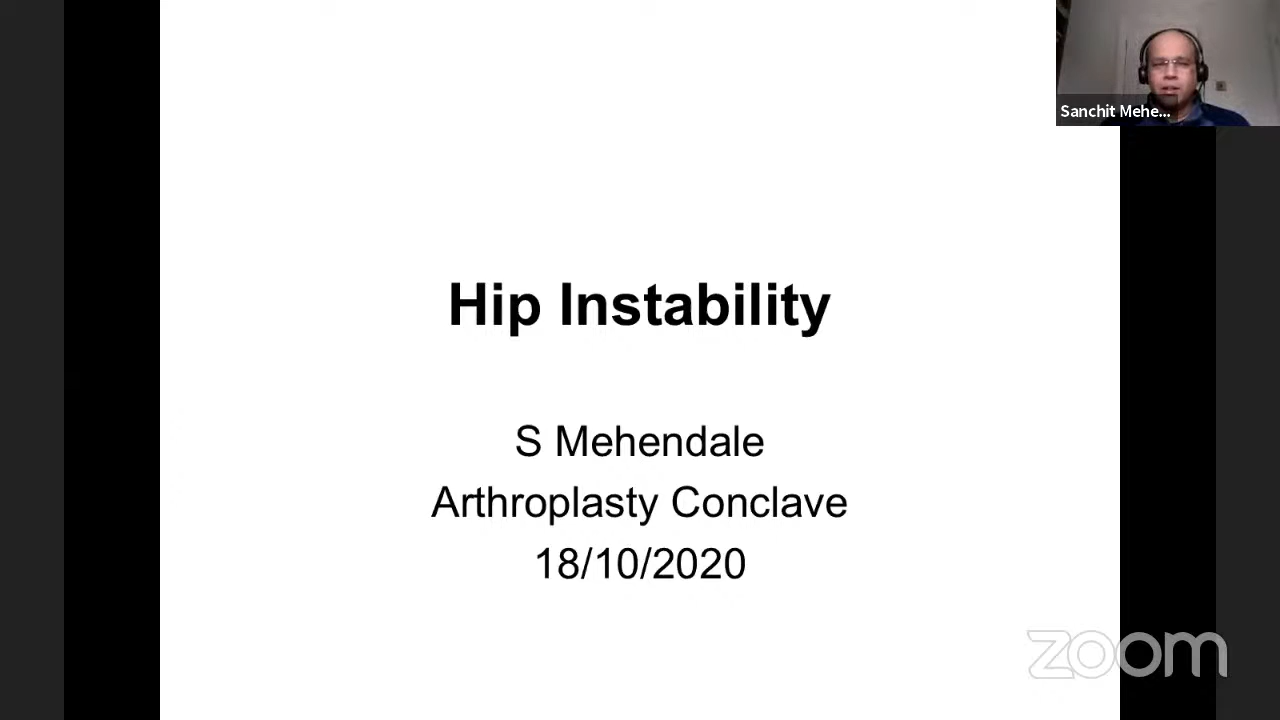 Sanchit Mehe...
Hip Instability
S Mehendale
Arthroplasty Conclave
18/10/2020
zoom